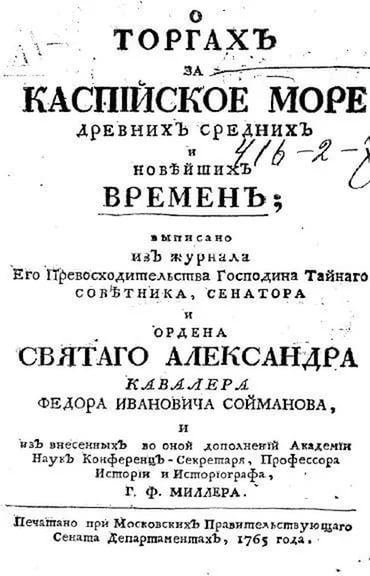 О
ТОРГАХЪ
ЗА
КАСПІЙСКОЕ МОРЕ
ДРЕВНИХЪ СРЕДНИХЪ
И
НОВѢЙШИХЪ
416-2-
ВРЕМЕНЪ;
выписано
изъ журнала
Его Превосходительства Господина Тайнаго
СОВѢТНИКА, СЕНАТОРА
И
ОРДЕНА
СВЯТАГО АЛЕКСАНДРА
КАВАЛЕРА
ФЕДОРА ИВАНОВИЧА СОЙМАНОВА,
И
изъ внесенныхъ во оной дополненій Академіи
Наукъ Конференцъ-Секретаря, Профессора
Исторіи и Исторіографа,
Г. Ф. МИЛЛЕРА.
Печатано при Московскихъ Правительствующаго
Сената Департаментахъ, 1765 года.